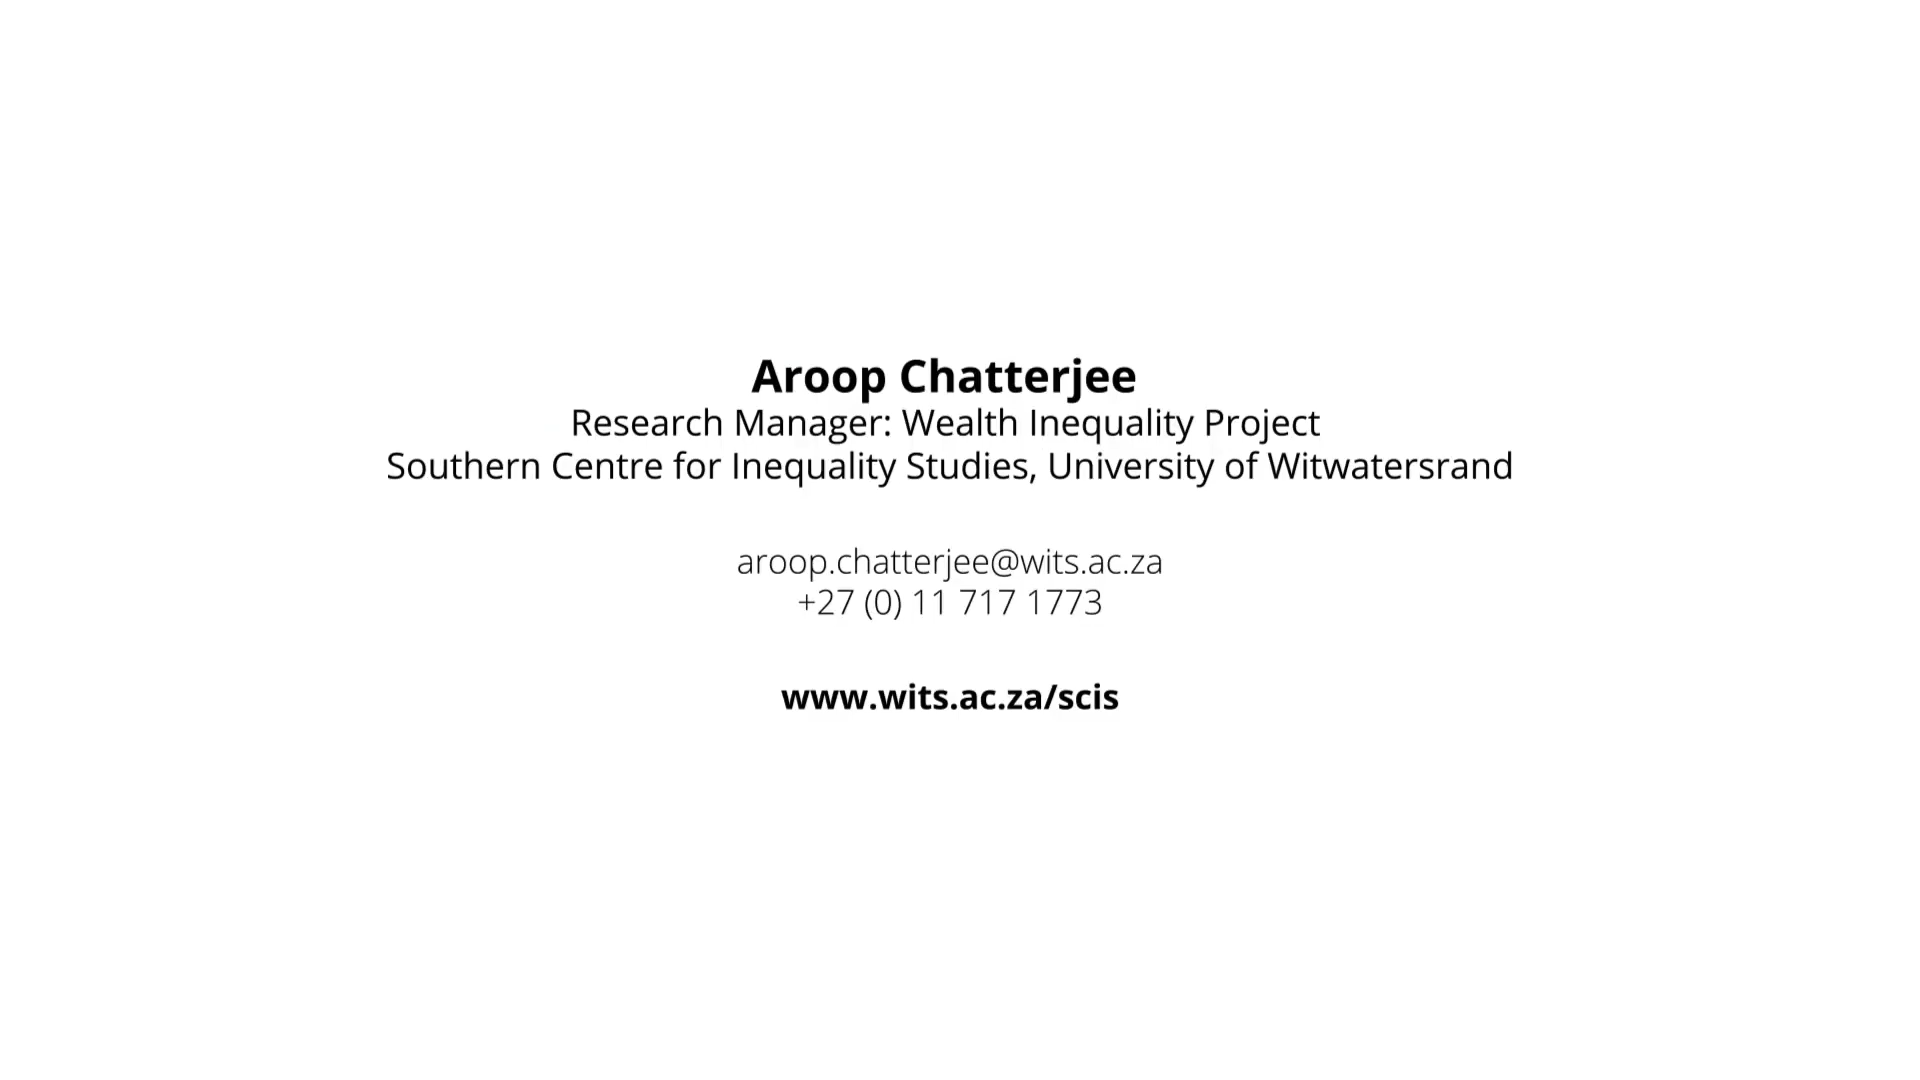 Aroop Chatterjee
Research Manager: Wealth Inequality Project
Southern Centre for Inequality Studies, University of Witwatersrand
aroop.chatterjee@wits.ac.za
+27 (0) 11 717 1773
www.wits.ac.za/scis